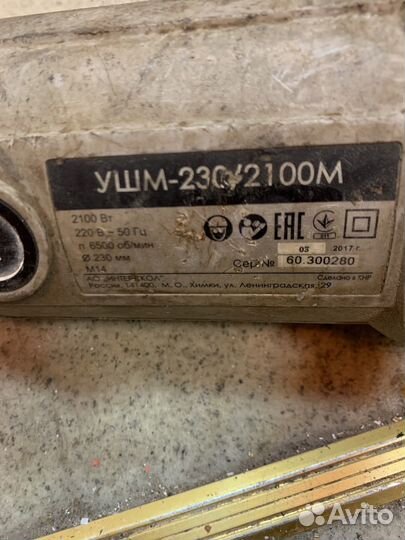 УШМ-230/2100М
2100 Вт
220 В ~ 50 Гц
n 6500 об/мин
Ø 230 мм
М14
EAC
03 2017 г.
Сер.№ 60.300280
АО "ИНТЕРСКОЛ" Сделано в КНР
Россия, 141400, М. О., Химки, ул. Ленинградская, 29
Avito